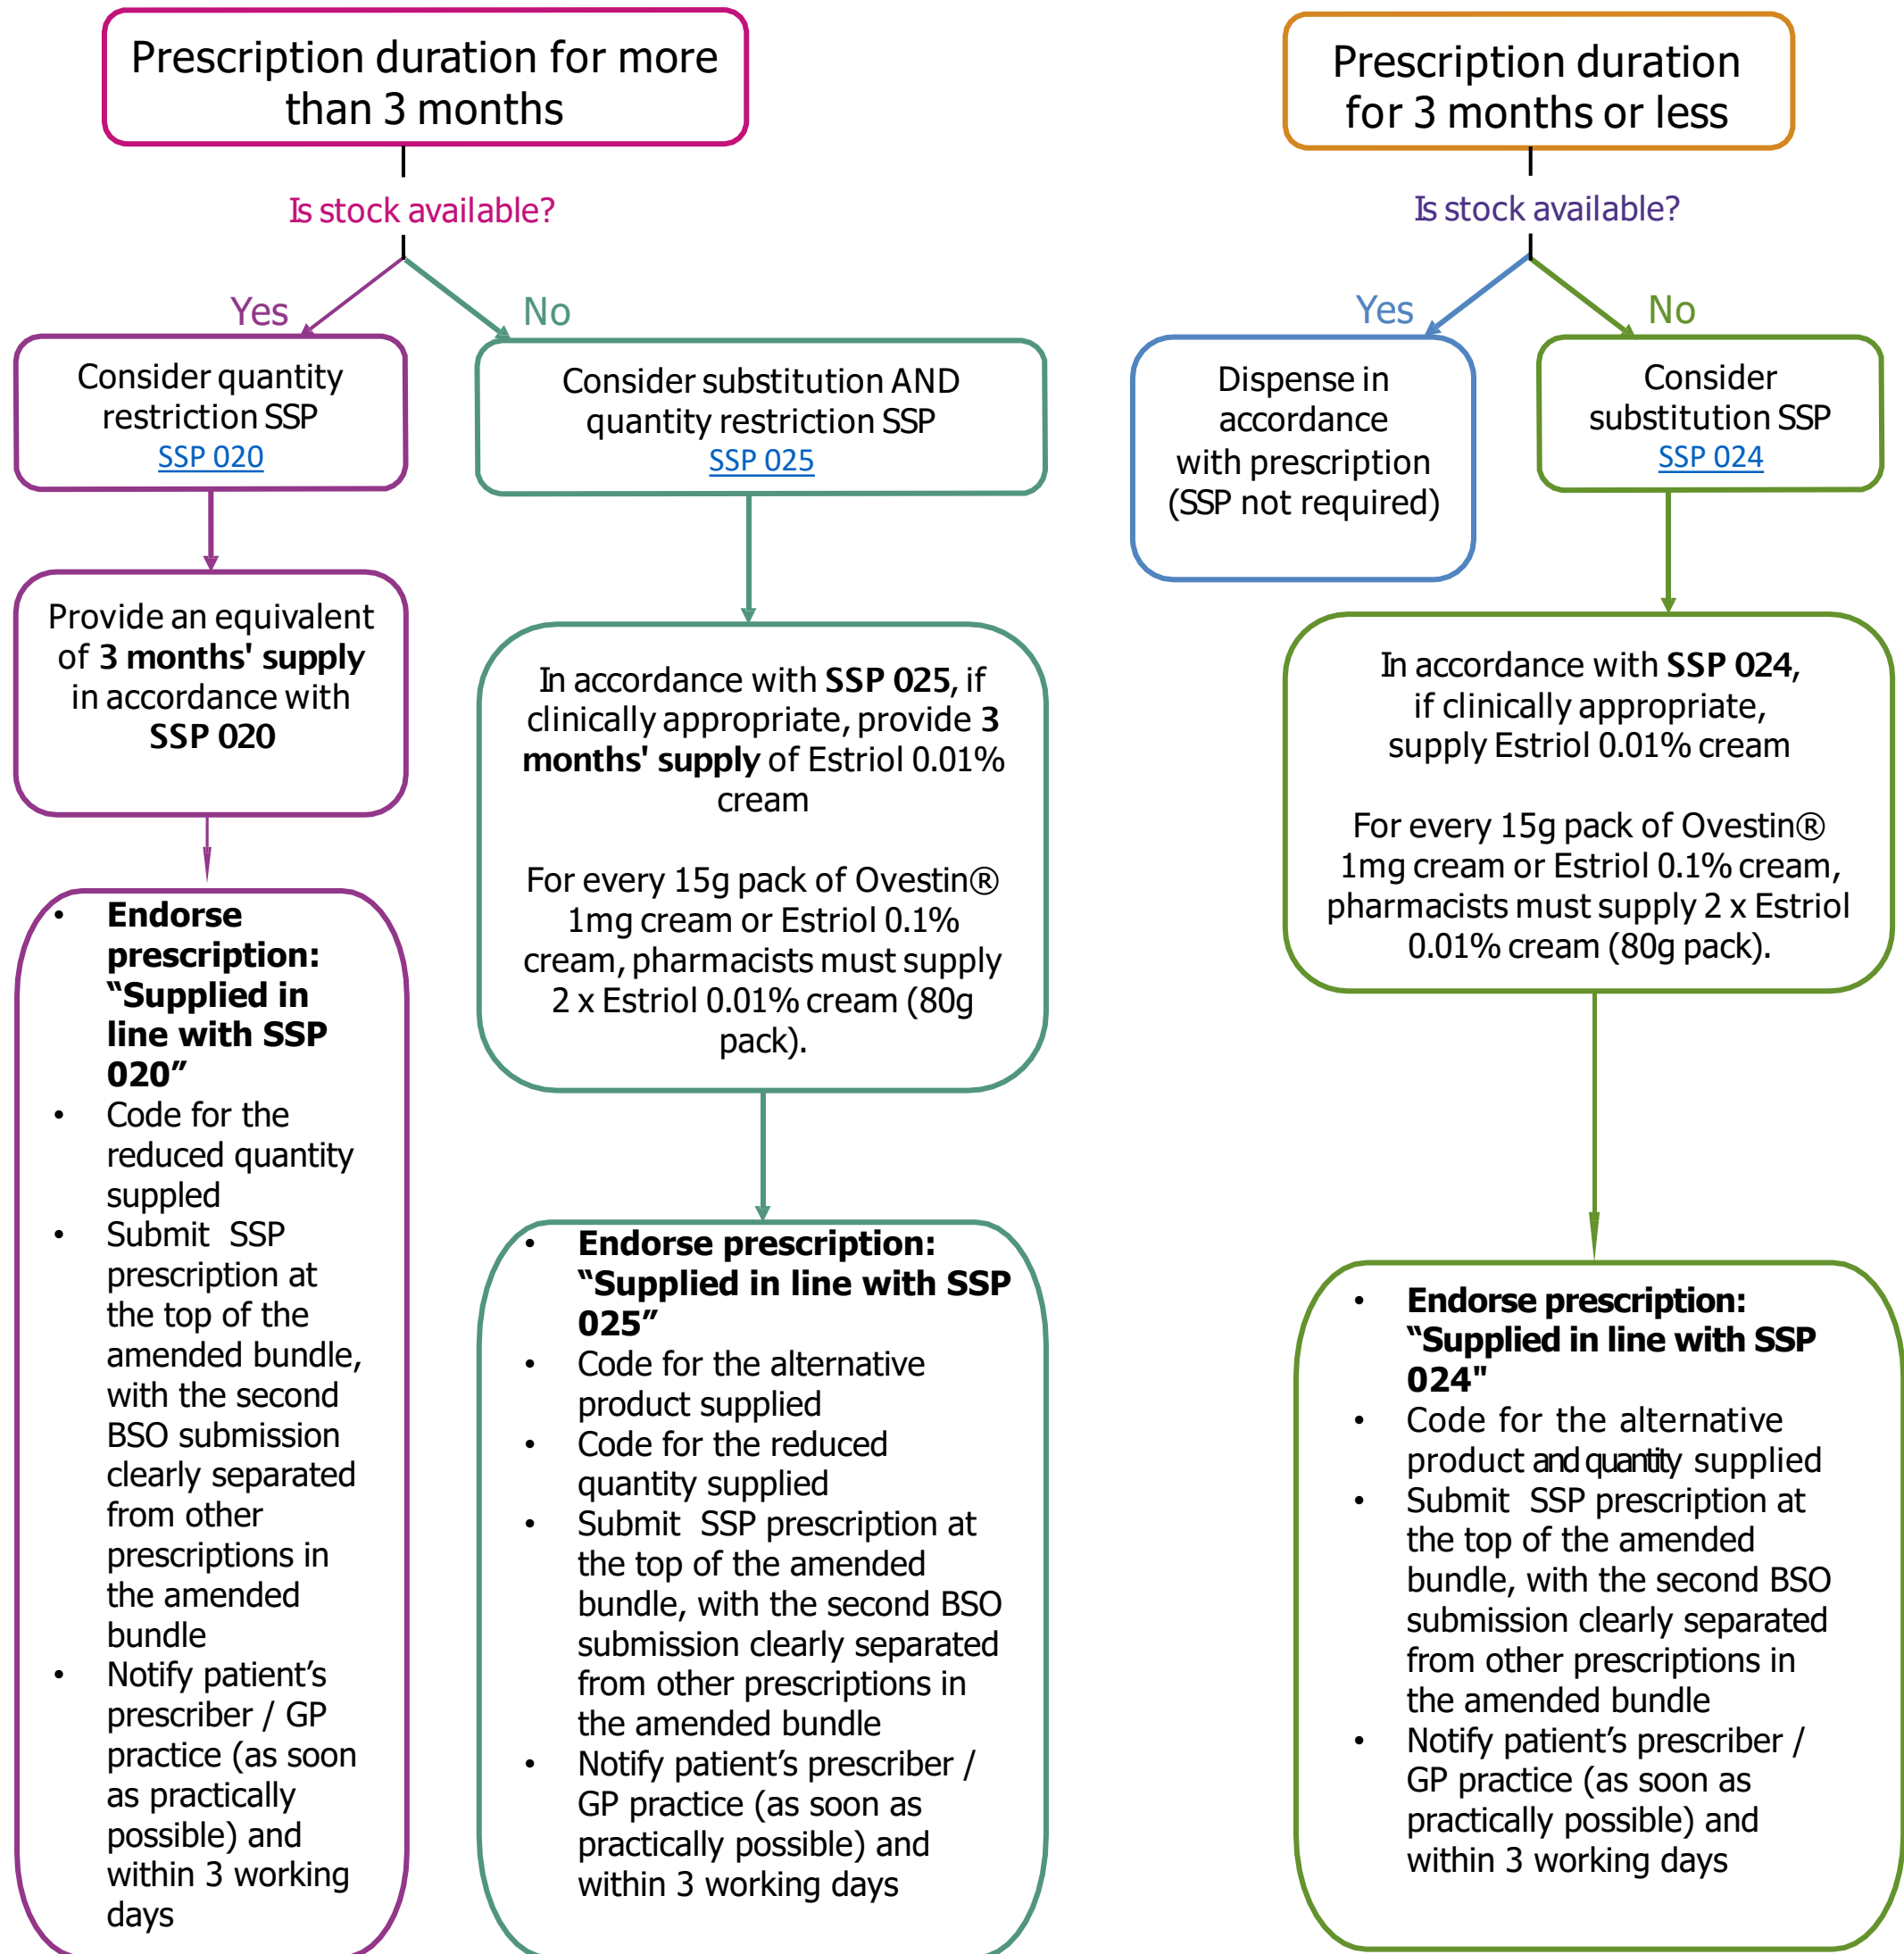 Prescription duration for more
than 3 months
Is stock available?
Yes
No
Consider quantity
restriction SSP
SSP 020
Consider substitution AND
quantity restriction SSP
SSP 025
Provide an equivalent
of 3 months' supply
in accordance with
SSP 020
In accordance with SSP 025, if
clinically appropriate, provide 3
months' supply of Estriol 0.01%
cream
For every 15g pack of Ovestin®
1mg cream or Estriol 0.1%
cream, pharmacists must supply
2 x Estriol 0.01% cream (80g
pack).
• Endorse
prescription:
“Supplied in
line with SSP
020”
• Code for the
reduced quantity
suppled
• Submit SSP
prescription at
the top of the
amended bundle,
with the second
BSO submission
clearly separated
from other
prescriptions in
the amended
bundle
• Notify patient’s
prescriber / GP
practice (as soon
as practically
possible) and
within 3 working
days
• Endorse prescription:
“Supplied in line with SSP
025”
• Code for the alternative
product supplied
• Code for the reduced
quantity supplied
• Submit SSP prescription at
the top of the amended
bundle, with the second BSO
submission clearly separated
from other prescriptions in
the amended bundle
• Notify patient’s prescriber /
GP practice (as soon as
practically possible) and
within 3 working days
Prescription duration
for 3 months or less
Is stock available?
Yes
No
Dispense in
accordance
with prescription
(SSP not required)
Consider
substitution SSP
SSP 024
In accordance with SSP 024,
if clinically appropriate,
supply Estriol 0.01% cream
For every 15g pack of Ovestin®
1mg cream or Estriol 0.1% cream,
pharmacists must supply 2 x Estriol
0.01% cream (80g pack).
• Endorse prescription:
“Supplied in line with SSP
024"
• Code for the alternative
product and quantity supplied
• Submit SSP prescription at
the top of the amended
bundle, with the second BSO
submission clearly separated
from other prescriptions in
the amended bundle
• Notify patient’s prescriber /
GP practice (as soon as
practically possible) and
within 3 working days